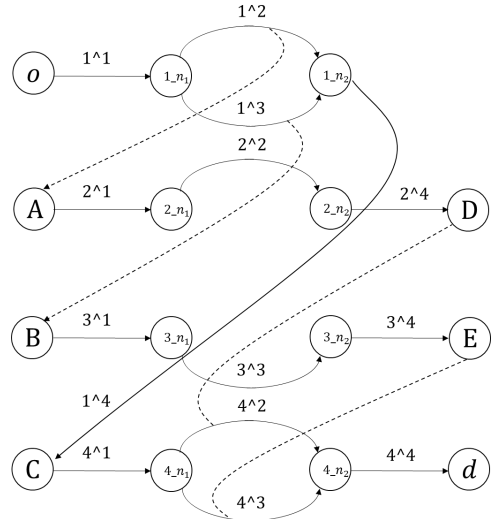 1^2
o 1^1 1_n₁ 1_n₂
1^3
2^2
A 2^1 2_n₁ 2_n₂ 2^4 D
B 3^1 3_n₁ 3_n₂ 3^4 E
3^3
1^4 4^2
C 4^1 4_n₁ 4_n₂ 4^4 d
4^3